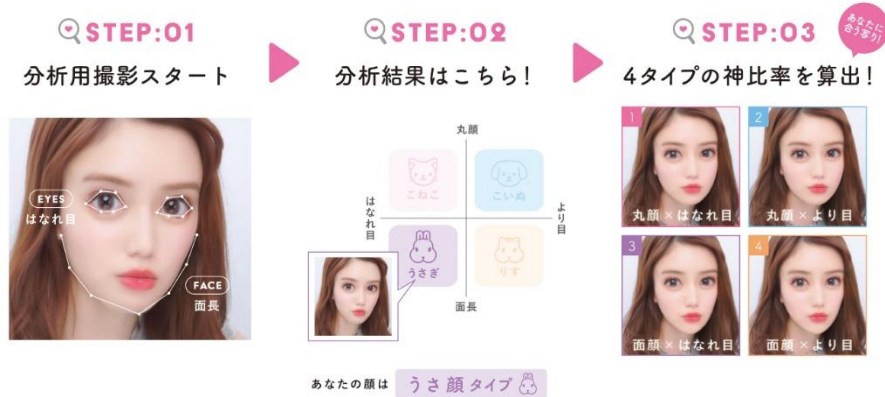 STEP:01
分析用撮影スタート
EYES
はなれ目
FACE
面長
STEP:02
分析結果はこちら!
丸顔
はなれ目
より目
こねこ
こいぬ
うさぎ
りす
面長
あなたの顔は うさ顔タイプ
STEP:03
あなたに
合う写り!
4タイプの神比率を算出!
1
丸顔×はなれ目
2
丸顔×より目
3
面顔×はなれ目
4
面顔×より目